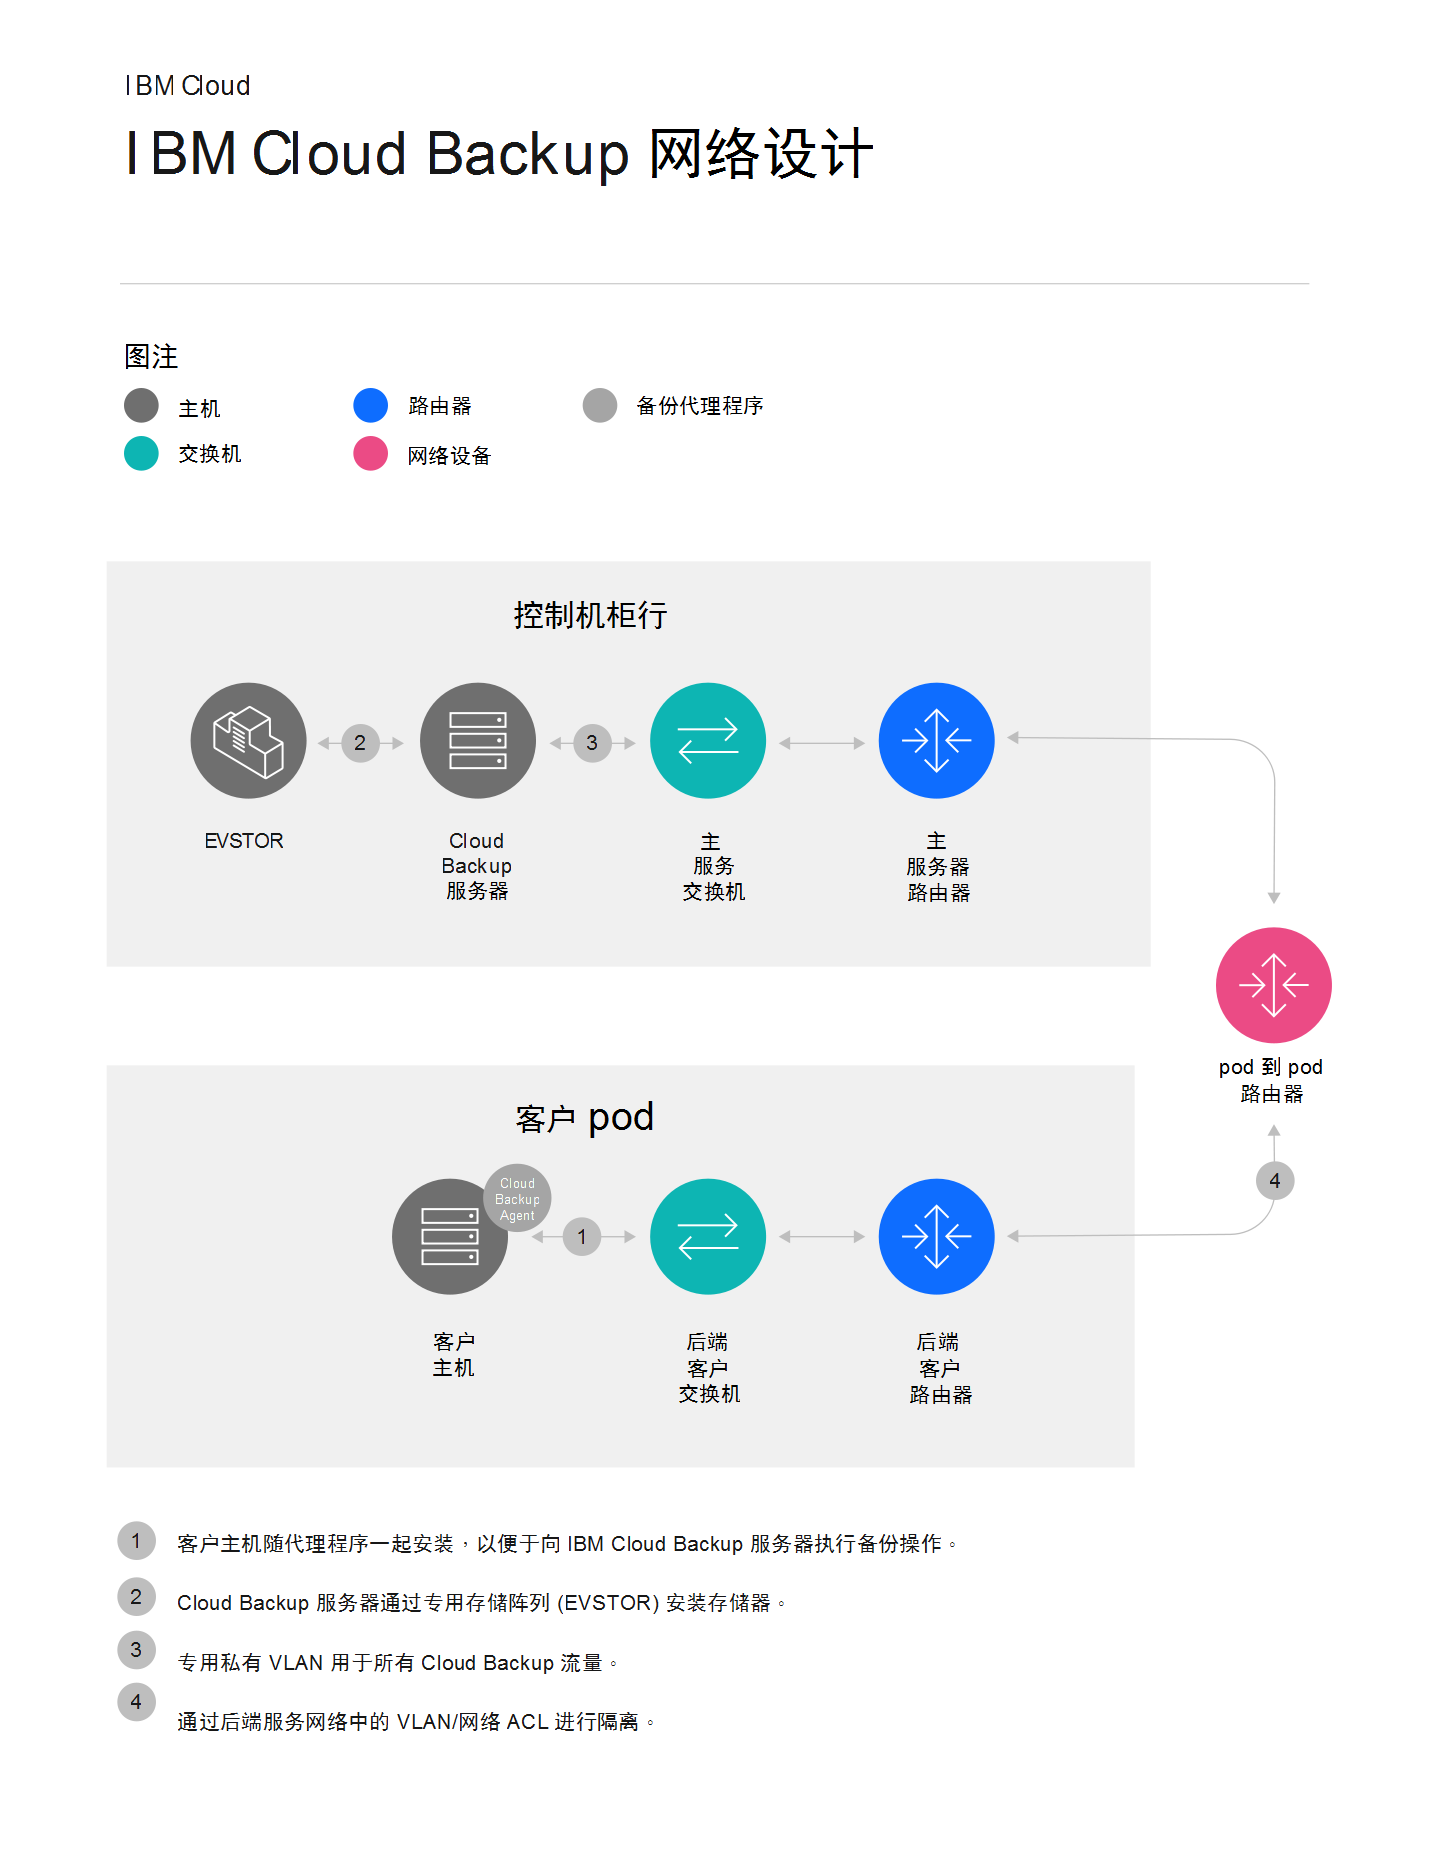 IBM Cloud
IBM Cloud Backup 网络设计
图注
主机
路由器
备份代理程序
交换机
网络设备
控制机柜行
2
3
EVSTOR
Cloud
Backup
服务器
主
服务
交换机
主
服务器
路由器
pod 到 pod
路由器
客户 pod
Cloud
Backup
Agent
1
4
客户
主机
后端
客户
交换机
后端
客户
路由器
1 客户主机随代理程序一起安装，以便于向 IBM Cloud Backup 服务器执行备份操作。
2 Cloud Backup 服务器通过专用存储阵列 (EVSTOR) 安装存储器。
3 专用私有 VLAN 用于所有 Cloud Backup 流量。
4 通过后端服务网络中的 VLAN/网络 ACL 进行隔离。